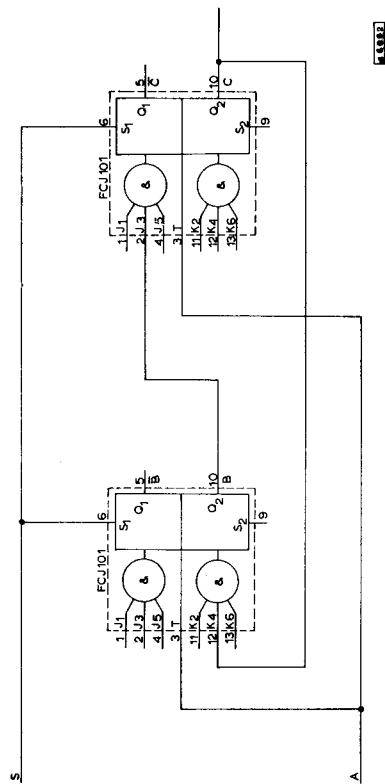 S
FCJ101
6
1 J1
2 J3
4 J5
3 T
11 K2
12 K4
13 K6
&
&
S1
Q1
Q2
S2
5 B̅
10 B
9
FCJ101
6
1 J1
2 J3
4 J5
3 T
11 K2
12 K4
13 K6
&
&
S1
Q1
Q2
S2
5 C̅
10 C
9
A